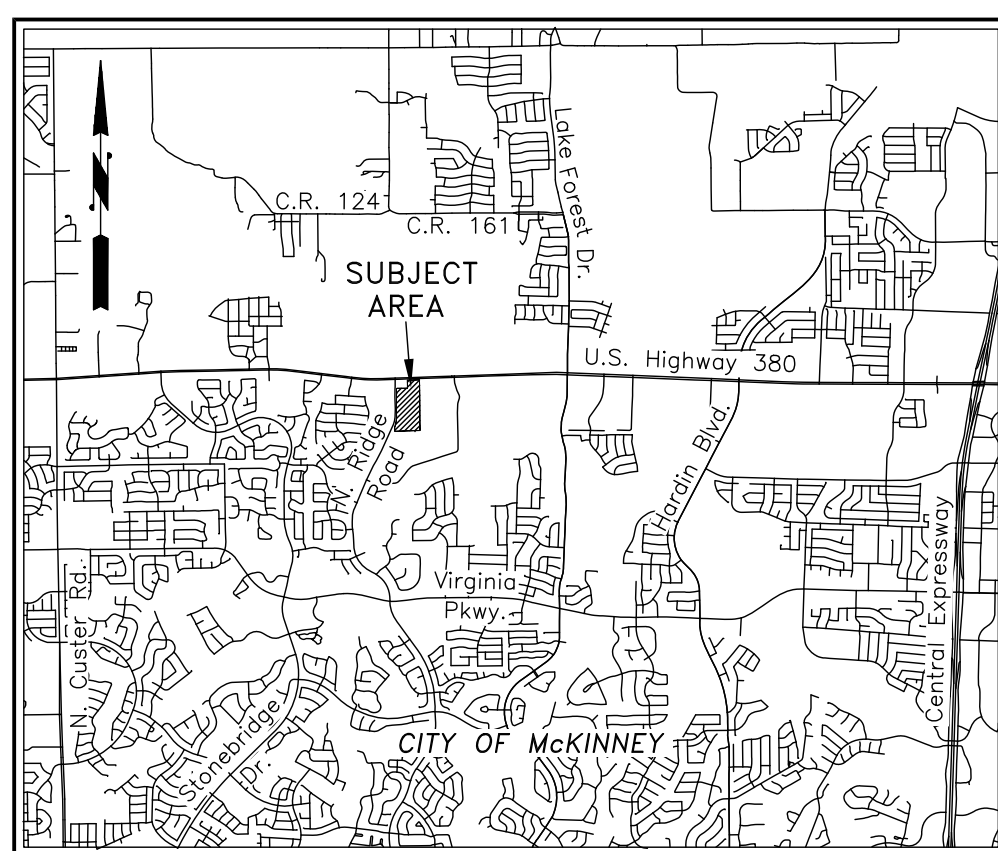 Lake Forest Dr.
C.R. 124
C.R. 161
N
SUBJECT
AREA
U.S. Highway 380
N. Ridge
Road
Hardin Blvd.
Virginia
Pkwy.
N. Custer Rd.
Central Expressway
Stonebridge
Dr.
CITY OF McKINNEY